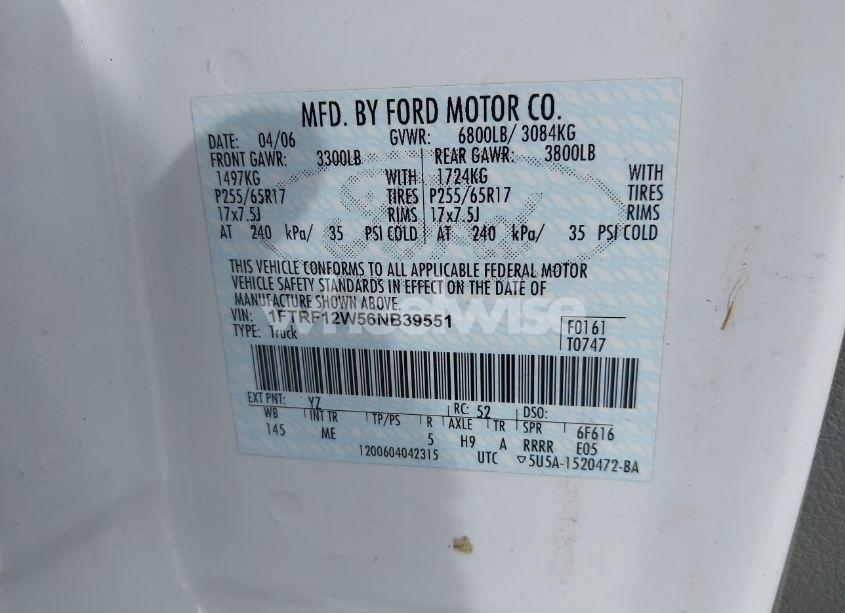 MFD. BY FORD MOTOR CO.
DATE: 04/06 GVWR: 6800LB/ 3084KG
FRONT GAWR: 3300LB REAR GAWR: 3800LB
1497KG WITH 1724KG WITH
P255/65R17 TIRES P255/65R17 TIRES
17x7.5J RIMS 17x7.5J RIMS
AT 240 kPa/ 35 PSI COLD AT 240 kPa/ 35 PSI COLD
THIS VEHICLE CONFORMS TO ALL APPLICABLE FEDERAL MOTOR
VEHICLE SAFETY STANDARDS IN EFFECT ON THE DATE OF
MANUFACTURE SHOWN ABOVE.
VIN: 1FTRF12W56NB39551 F0161
TYPE: Truck T0747
wheelwise
EXT PNT: YZ RC: 52 DSO:
WB INT TR TP/PS R AXLE TR SPR 6F616
145 ME 5 H9 A RRRR E05
1200604042315 UTC ▽5U5A-1520472-BA